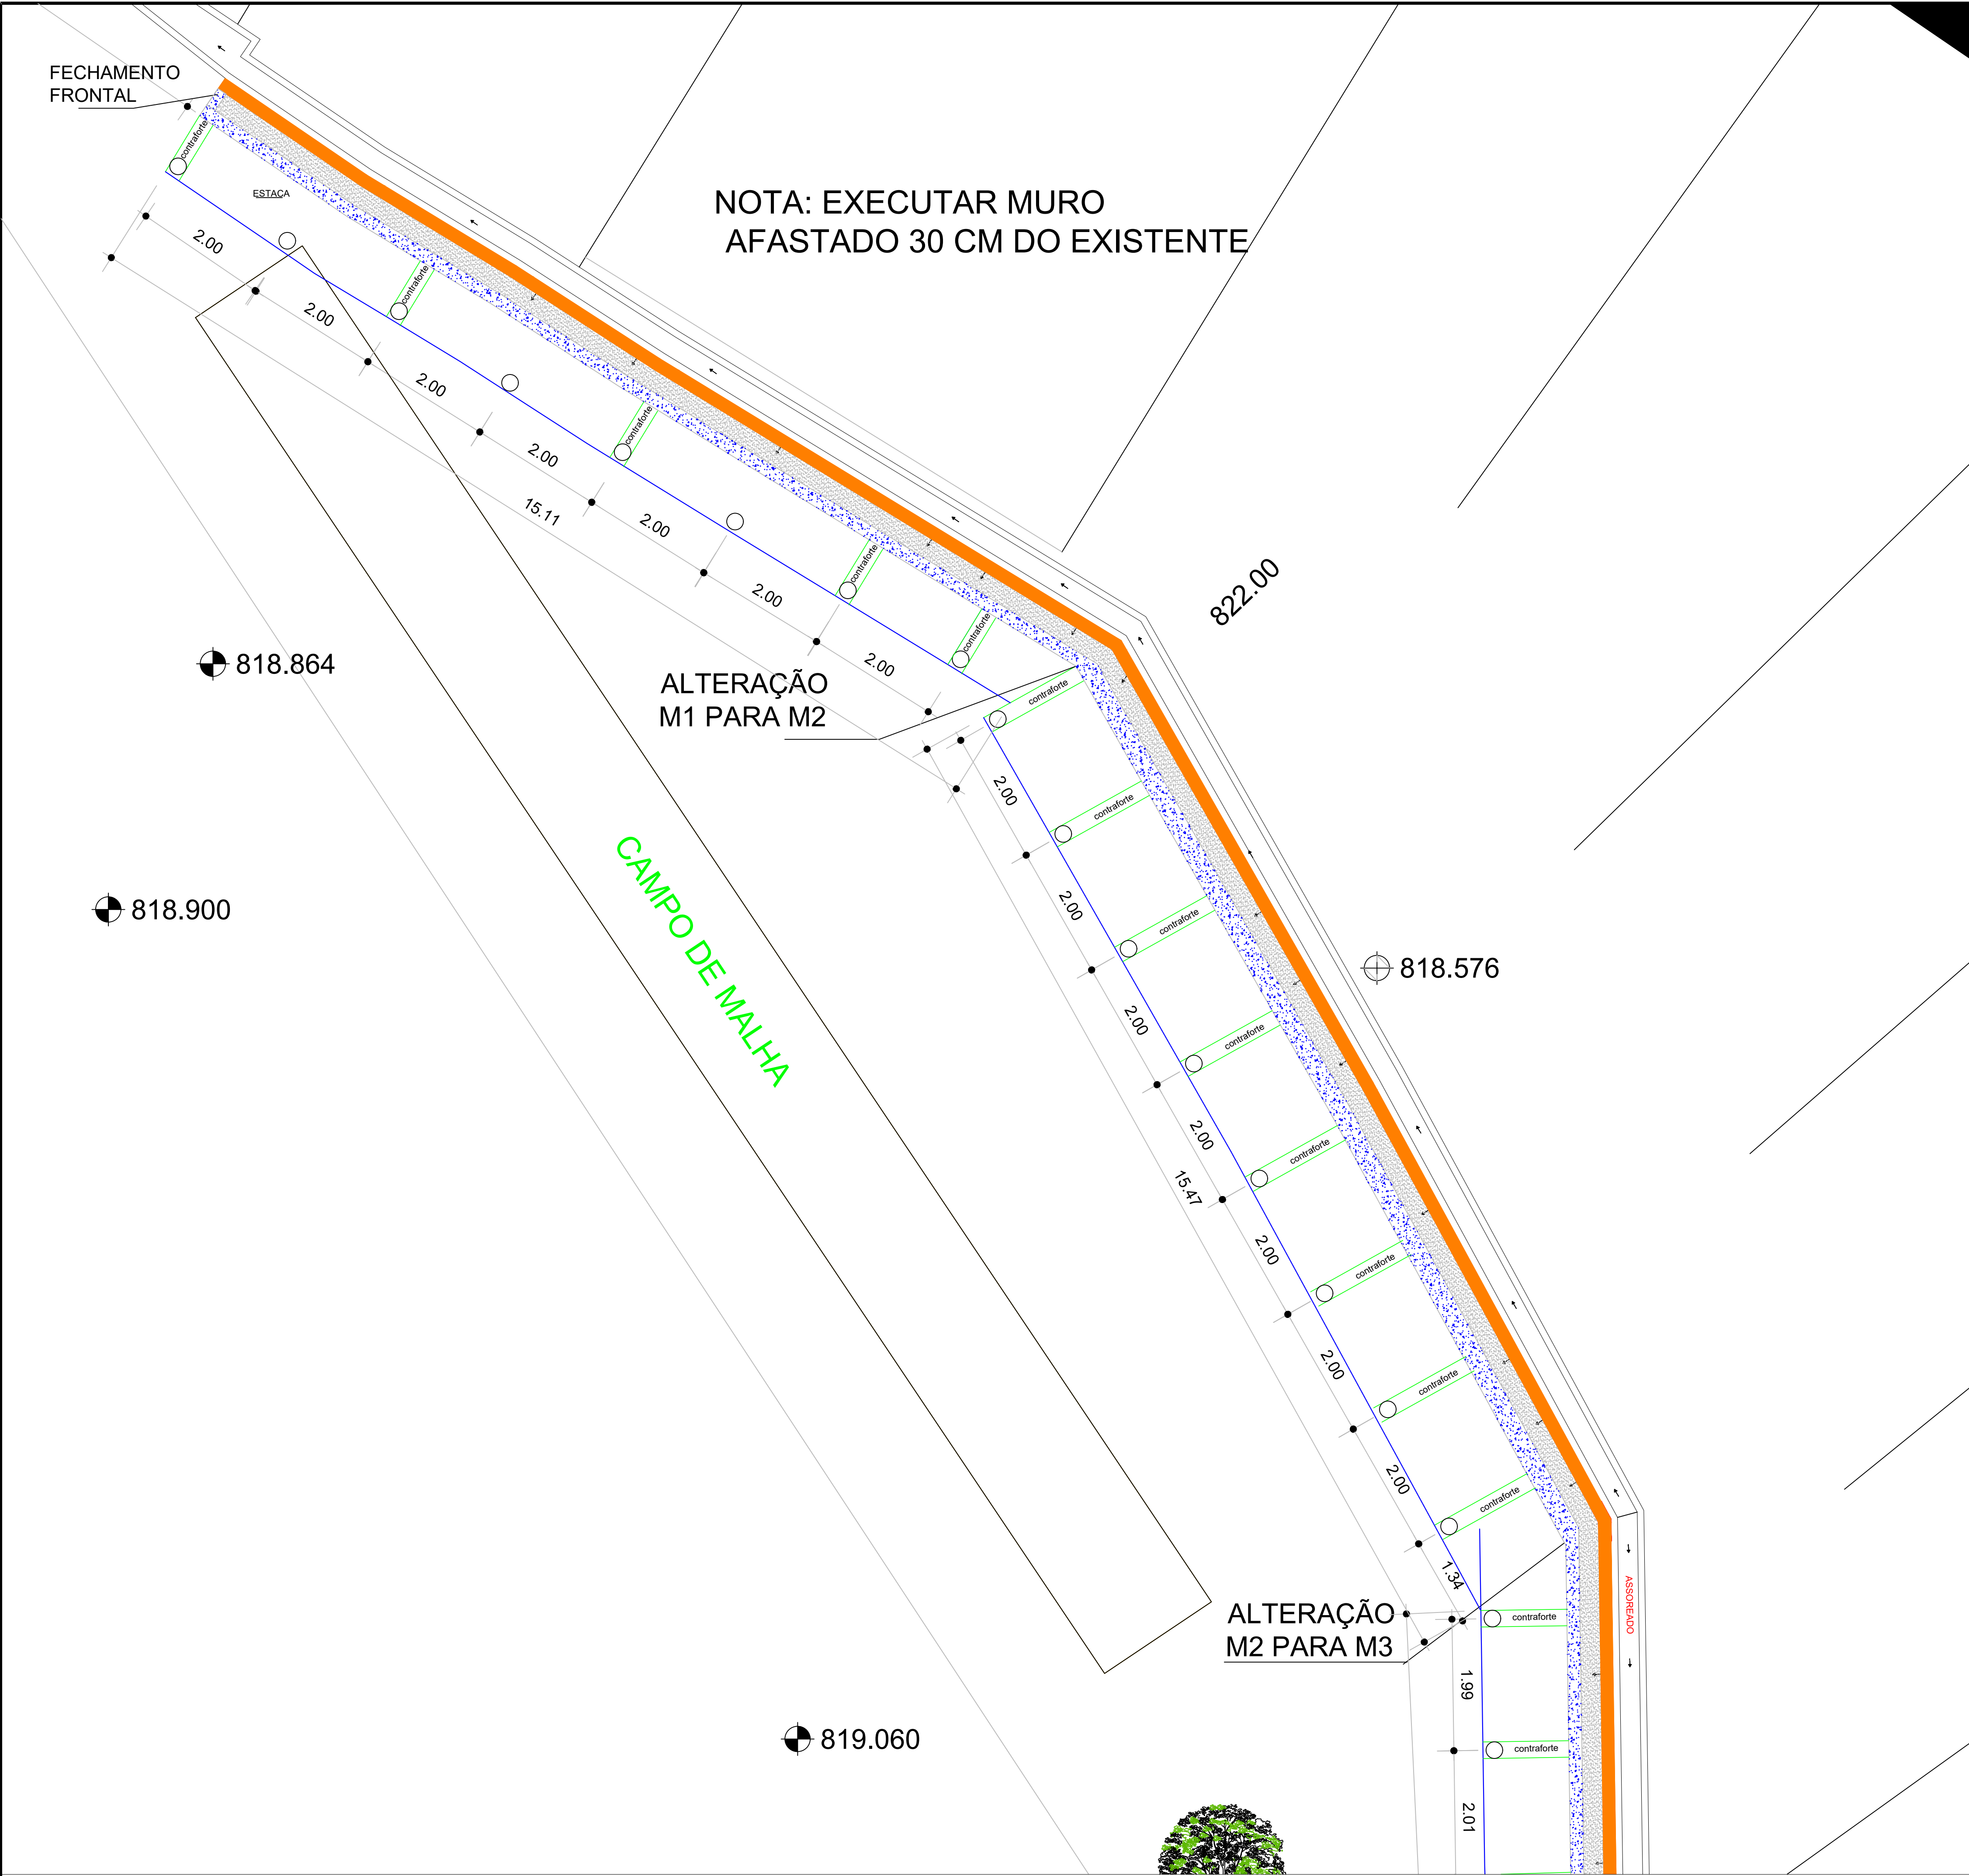 FECHAMENTO
FRONTAL
contraforte
ESTACA
NOTA: EXECUTAR MURO
AFASTADO 30 CM DO EXISTENTE
2.00
contraforte
2.00
2.00
contraforte
2.00
15.11
2.00
contraforte
2.00
contraforte
2.00
822.00
818.864
ALTERAÇÃO
M1 PARA M2
contraforte
2.00
contraforte
CAMPO DE MALHA
818.900
2.00
contraforte
818.576
2.00
contraforte
2.00
contraforte
15.47
2.00
contraforte
2.00
contraforte
2.00
contraforte
1.34
ASSOREADO
ALTERAÇÃO
M2 PARA M3
contraforte
1.99
819.060
contraforte
2.01